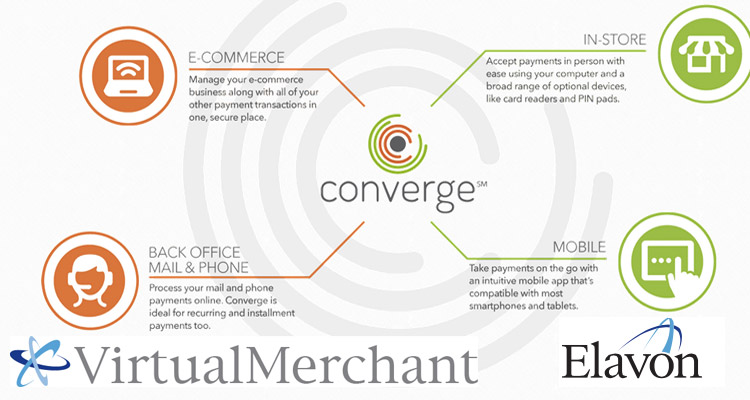 E-COMMERCE
Manage your e-commerce
business along with all of your
other payment transactions in
one, secure place.
IN-STORE
Accept payments in person with
ease using your computer and a
broad range of optional devices,
like card readers and PIN pads.
converge℠
BACK OFFICE
MAIL & PHONE
Process your mail and phone
payments online. Converge is
ideal for recurring and installment
payments too.
MOBILE
Take payments on the go with
an intuitive mobile app that's
compatible with most
smartphones and tablets.
VirtualMerchant
Elavon